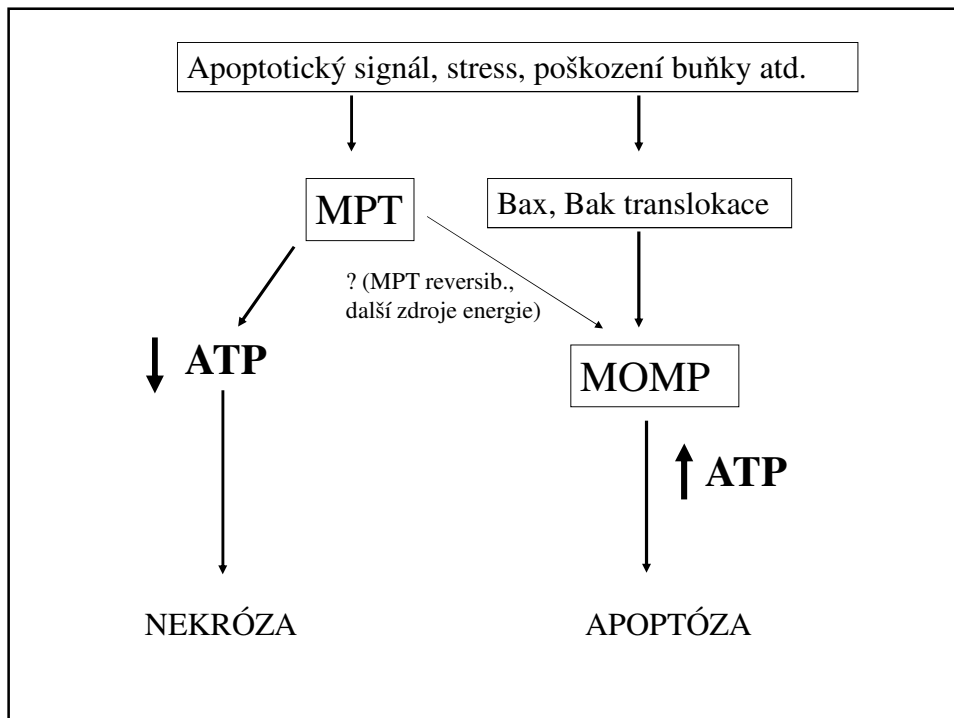 Apoptotický signál, stress, poškození buňky atd.
MPT
Bax, Bak translokace
? (MPT reversib.,
další zdroje energie)
ATP
MOMP
ATP
NEKRÓZA
APOPTÓZA